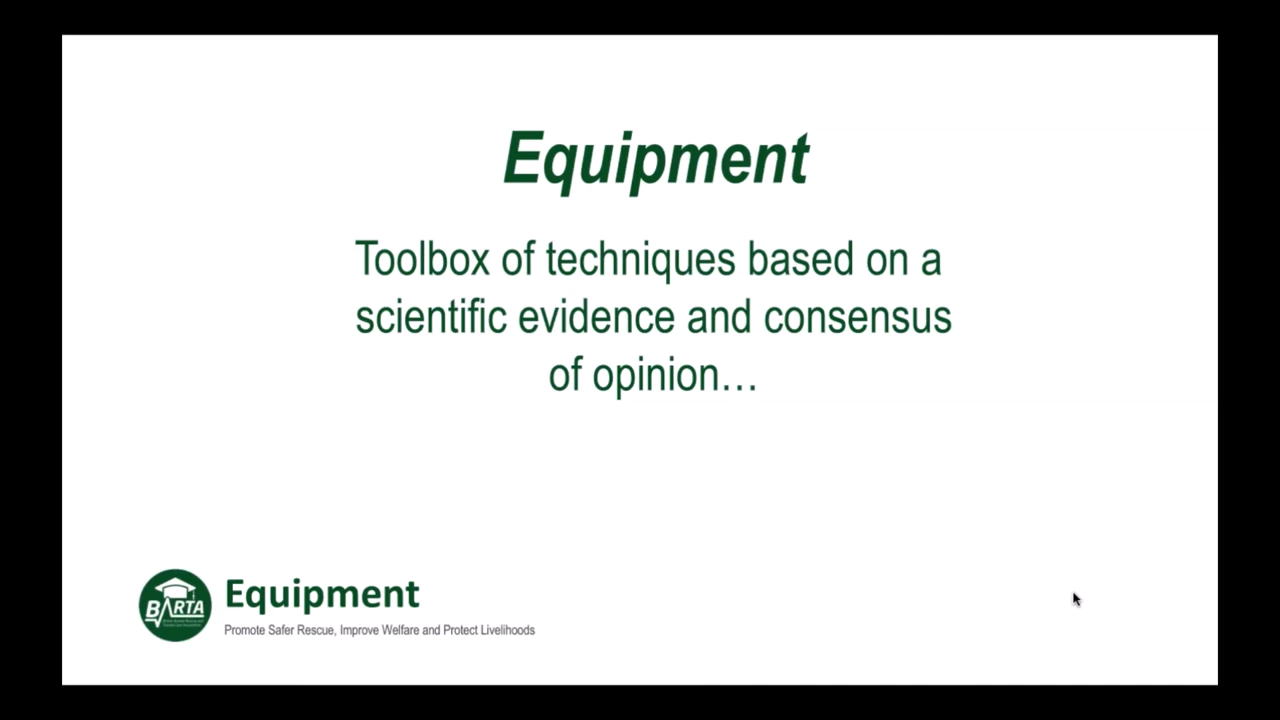 Equipment
Toolbox of techniques based on a
scientific evidence and consensus
of opinion…
BARTA
Equipment
Promote Safer Rescue, Improve Welfare and Protect Livelihoods